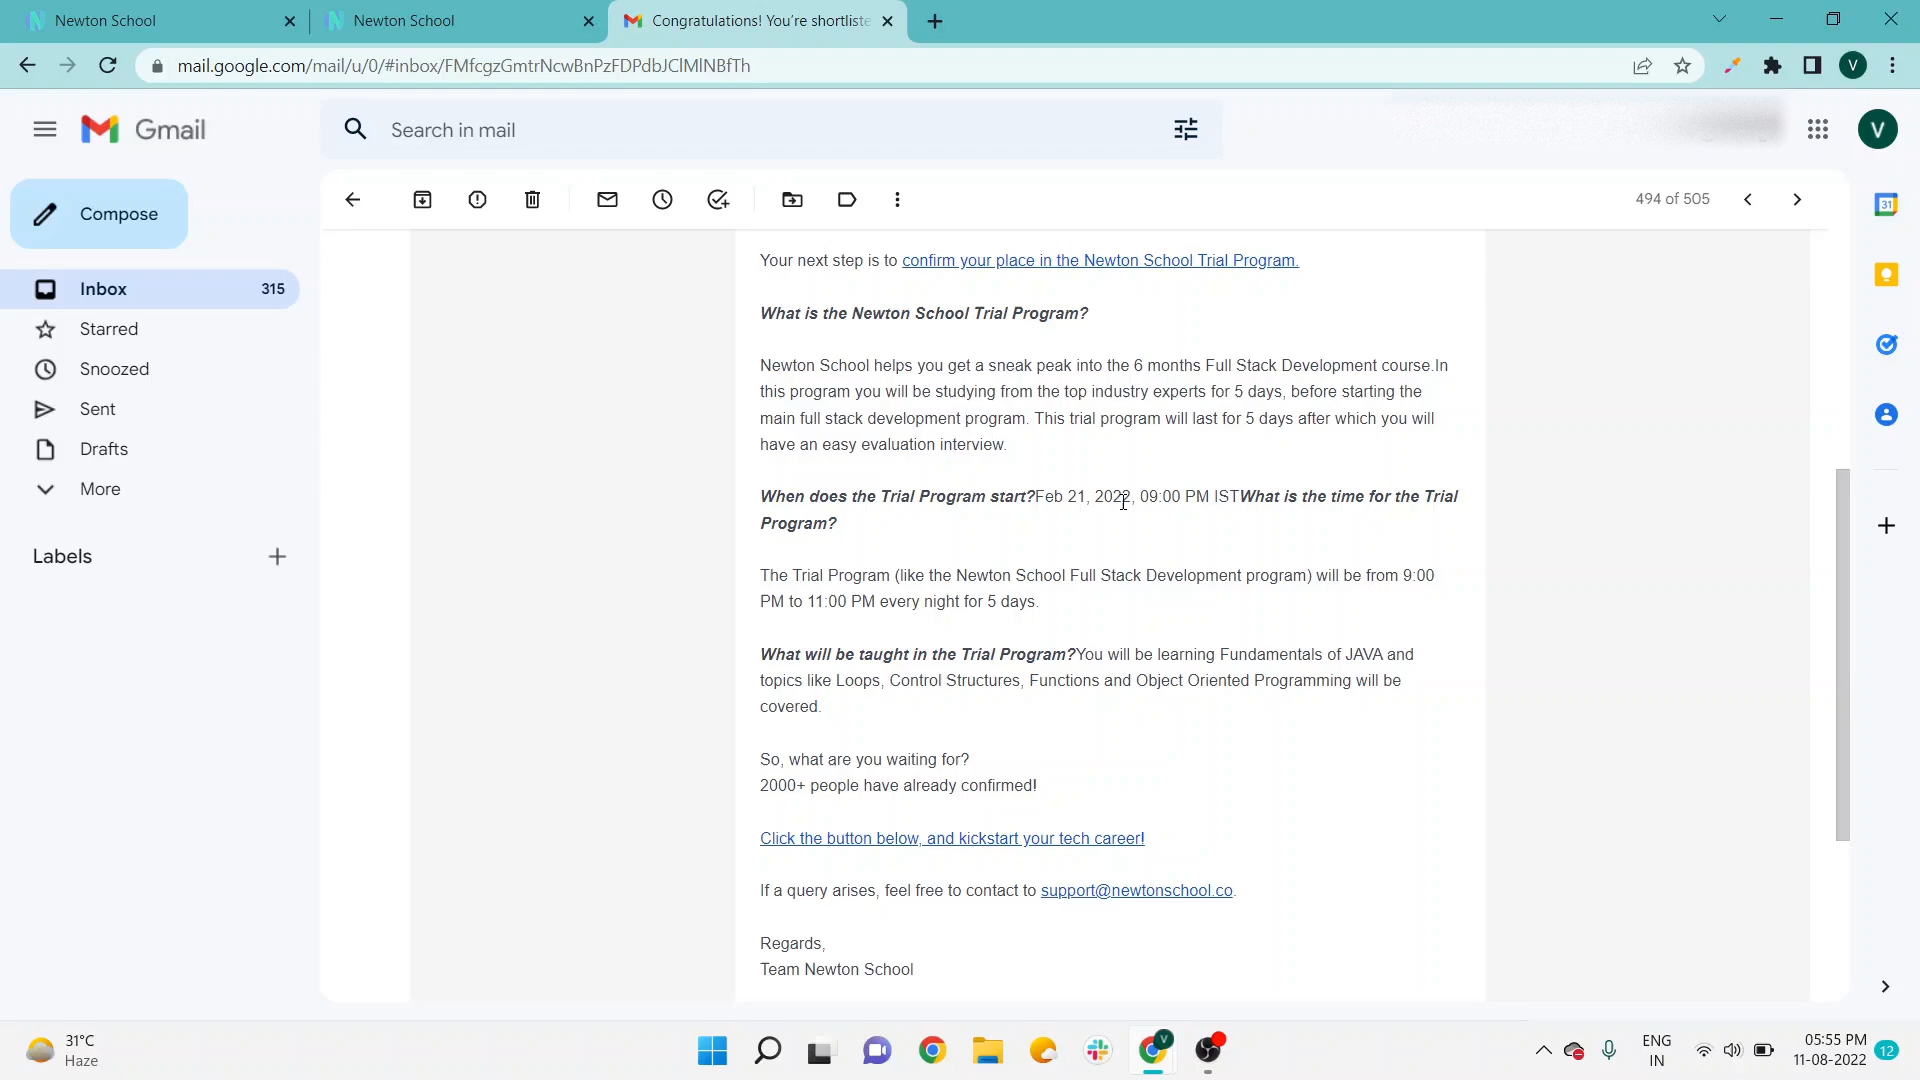 Newton School
Newton School
Congratulations! You're shortliste
mail.google.com/mail/u/0/#inbox/FMfcgzGmtrNcwBnPzFDPdbJClMlNBfTh
V
Gmail
Search in mail
V
Compose
494 of 505
31
Inbox 315
Starred
Snoozed
Sent
Drafts
More
Labels
Your next step is to confirm your place in the Newton School Trial Program.
What is the Newton School Trial Program?
Newton School helps you get a sneak peak into the 6 months Full Stack Development course.In
this program you will be studying from the top industry experts for 5 days, before starting the
main full stack development program. This trial program will last for 5 days after which you will
have an easy evaluation interview.
When does the Trial Program start?Feb 21, 2022, 09:00 PM ISTWhat is the time for the Trial
Program?
The Trial Program (like the Newton School Full Stack Development program) will be from 9:00
PM to 11:00 PM every night for 5 days.
What will be taught in the Trial Program?You will be learning Fundamentals of JAVA and
topics like Loops, Control Structures, Functions and Object Oriented Programming will be
covered.
So, what are you waiting for?
2000+ people have already confirmed!
Click the button below, and kickstart your tech career!
If a query arises, feel free to contact to support@newtonschool.co.
Regards,
Team Newton School
31°C
Haze
V
ENG
IN
05:55 PM
11-08-2022
12